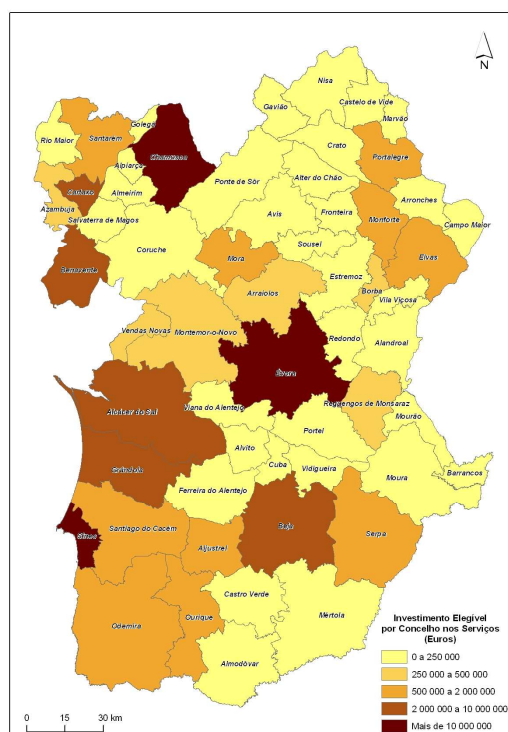 N
Nisa
Gavião
Castelo de Vide
Marvão
Golegã
Chamusca
Rio Maior
Santarém
Crato
Portalegre
Alpiarça
Ponte de Sôr
Alter do Chão
Cartaxo
Almeirim
Arronches
Azambuja
Avis
Fronteira
Monforte
Salvaterra de Magos
Campo Maior
Coruche
Sousel
Elvas
Mora
Benavente
Estremoz
Borba
Arraiolos
Vila Viçosa
Vendas Novas
Montemor-o-Novo
Redondo
Alandroal
Évora
Reguengos de Monsaraz
Viana do Alentejo
Alcácer do Sal
Mourão
Portel
Alvito
Cuba
Vidigueira
Grândola
Barrancos
Moura
Ferreira do Alentejo
Beja
Santiago do Cacém
Serpa
Sines
Aljustrel
Castro Verde
Mértola
Ourique
Odemira
Almodôvar
Investimento Elegível
por Concelho nos Serviços
(Euros)
0 a 250 000
250 000 a 500 000
500 000 a 2 000 000
2 000 000 a 10 000 000
Mais de 10 000 000
0 15 30 km